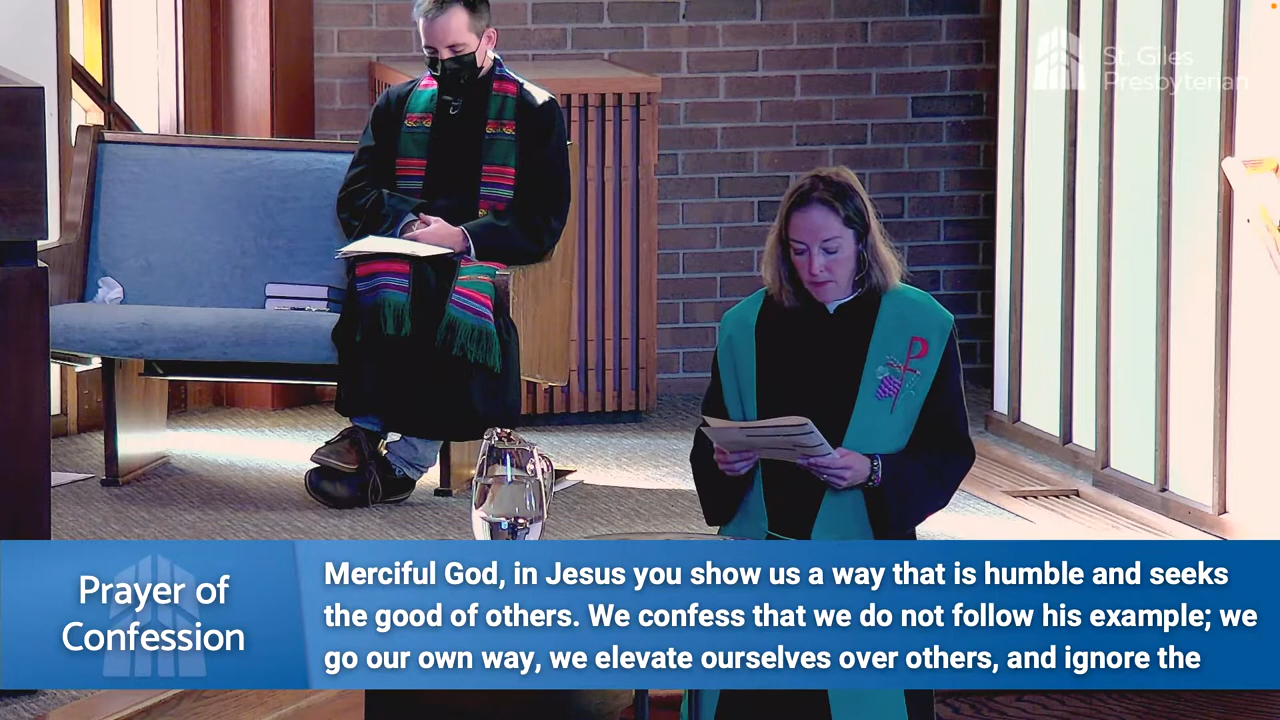 St. Giles
Presbyterian
Prayer of
Confession
Merciful God, in Jesus you show us a way that is humble and seeks
the good of others. We confess that we do not follow his example; we
go our own way, we elevate ourselves over others, and ignore the